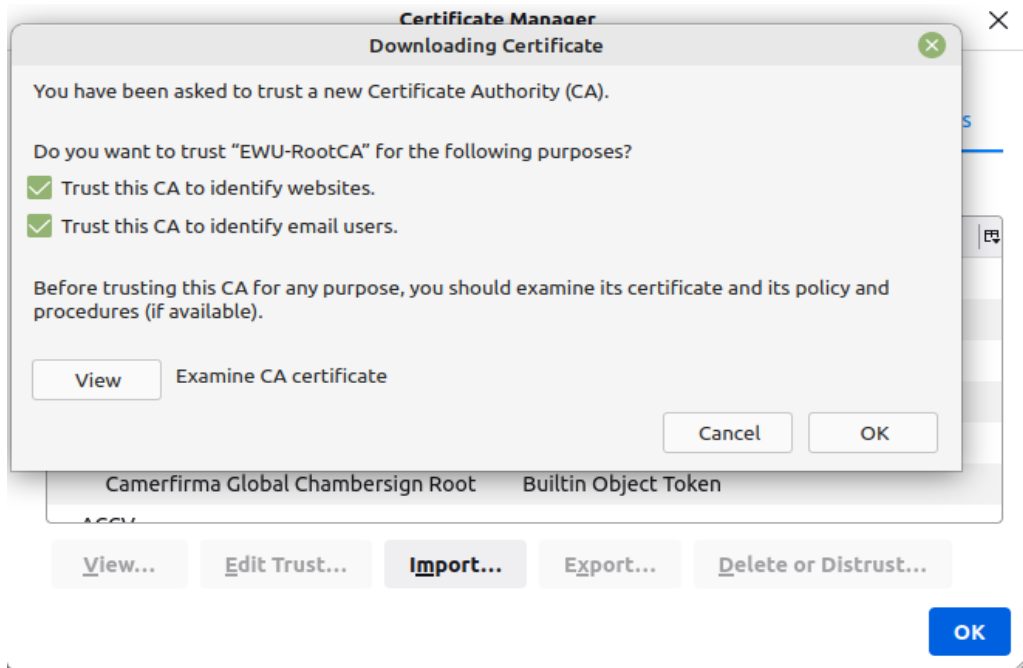 Certificate Manager
Downloading Certificate
You have been asked to trust a new Certificate Authority (CA).
s
Do you want to trust “EWU-RootCA” for the following purposes?
Trust this CA to identify websites.
Trust this CA to identify email users.
Before trusting this CA for any purpose, you should examine its certificate and its policy and
procedures (if available).
View
Examine CA certificate
Cancel
OK
Camerfirma Global Chambersign Root
Builtin Object Token
ACCV
View...
Edit Trust...
Import...
Export...
Delete or Distrust...
OK